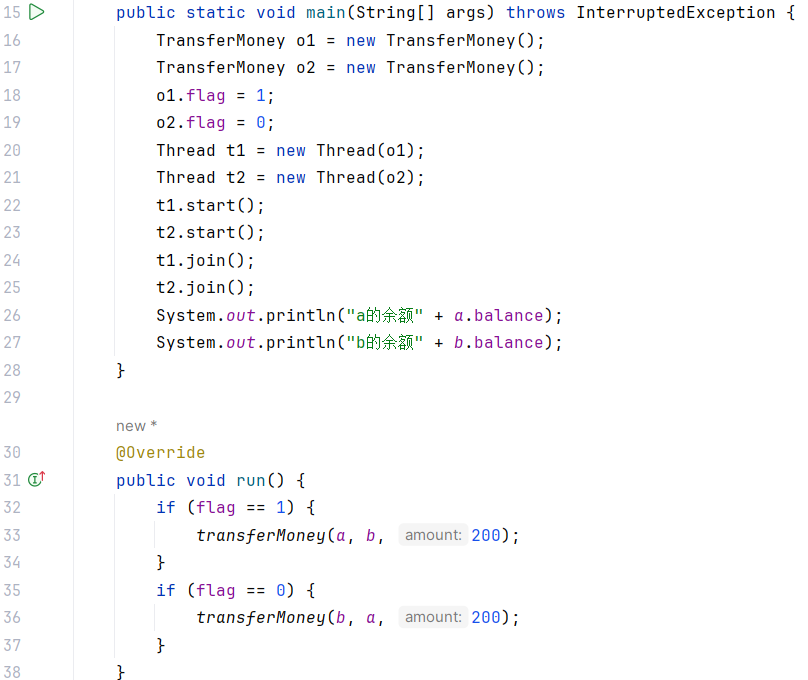 15 public static void main(String[] args) throws InterruptedException {
16 TransferMoney o1 = new TransferMoney();
17 TransferMoney o2 = new TransferMoney();
18 o1.flag = 1;
19 o2.flag = 0;
20 Thread t1 = new Thread(o1);
21 Thread t2 = new Thread(o2);
22 t1.start();
23 t2.start();
24 t1.join();
25 t2.join();
26 System.out.println("a的余额" + a.balance);
27 System.out.println("b的余额" + b.balance);
28 }
29
new *
30 @Override
31 public void run() {
32 if (flag == 1) {
33 transferMoney(a, b, amount: 200);
34 }
35 if (flag == 0) {
36 transferMoney(b, a, amount: 200);
37 }
38 }